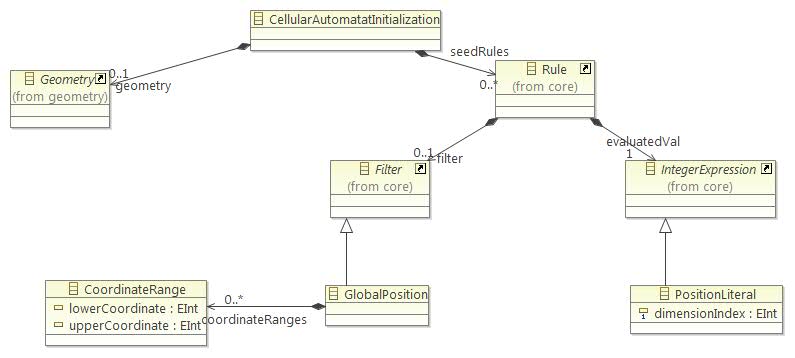 CellularAutomatatInitialization
seedRules
0..1
geometry
Geometry
(from geometry)
Rule
(from core)
0..*
evaluatedVal
1
0..1
filter
Filter
(from core)
IntegerExpression
(from core)
CoordinateRange
lowerCoordinate : EInt
upperCoordinate : EInt
0..*
coordinateRanges
GlobalPosition
PositionLiteral
dimensionIndex : EInt